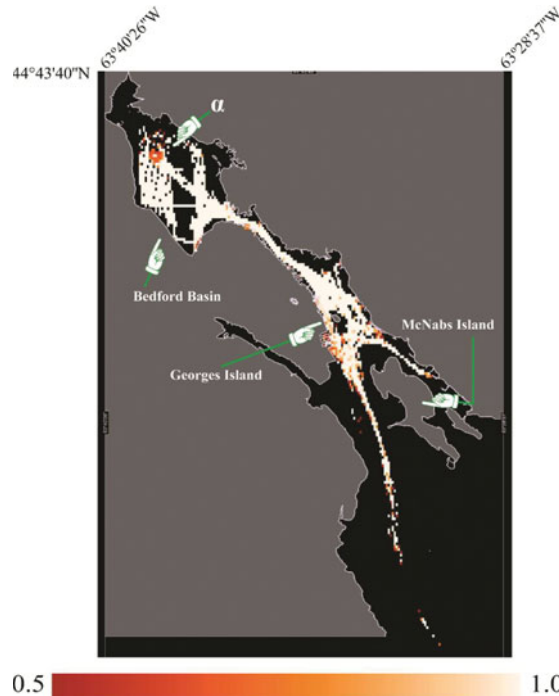 63°40'26"W
63°28'37"W
44°43'40"N
α
Bedford Basin
McNabs Island
Georges Island
0.5
1.0